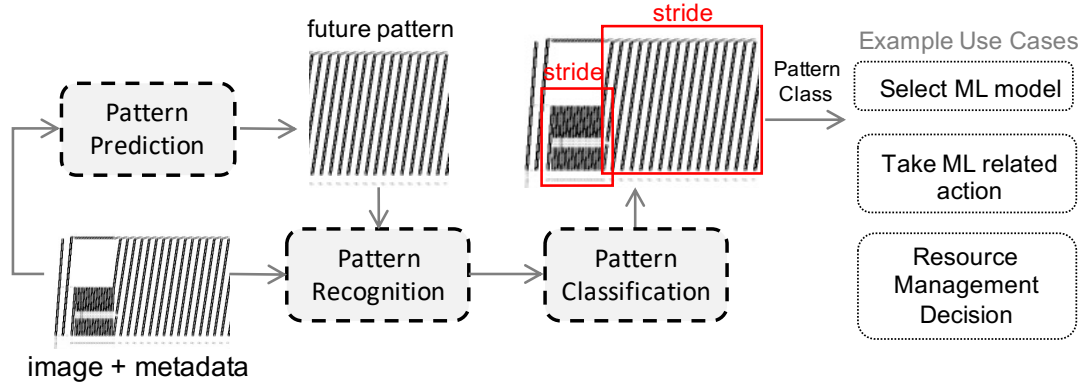 future pattern
stride
stride
Example Use Cases
Pattern
Prediction
Pattern
Class
Select ML model
Take ML related
action
Pattern
Recognition
Pattern
Classification
Resource
Management
Decision
image + metadata